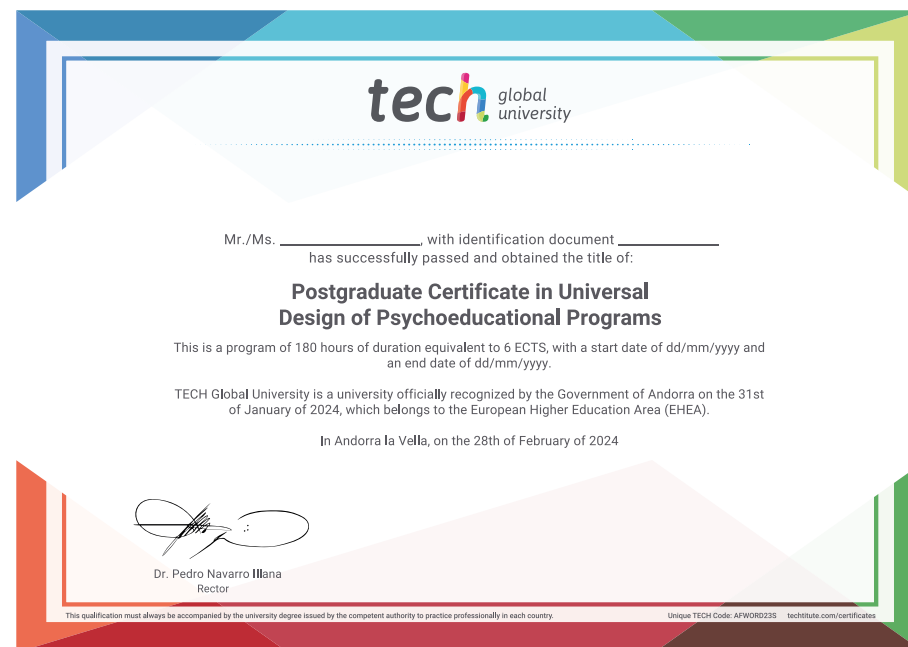 tech global university
Mr./Ms. ____________________, with identification document ______________
has successfully passed and obtained the title of:
Postgraduate Certificate in Universal
Design of Psychoeducational Programs
This is a program of 180 hours of duration equivalent to 6 ECTS, with a start date of dd/mm/yyyy and
an end date of dd/mm/yyyy.
TECH Global University is a university officially recognized by the Government of Andorra on the 31st
of January of 2024, which belongs to the European Higher Education Area (EHEA).
In Andorra la Vella, on the 28th of February of 2024
Dr. Pedro Navarro Illana
Rector
This qualification must always be accompanied by the university degree issued by the competent authority to practice professionally in each country.
Unique TECH Code: AFWORD23S techtitute.com/certificates